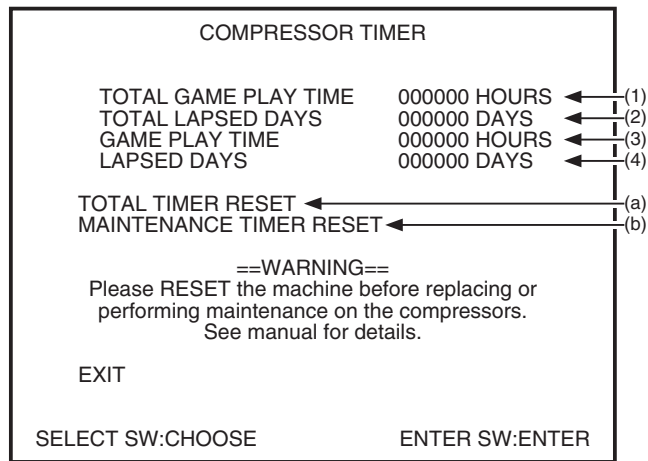 COMPRESSOR TIMER
TOTAL GAME PLAY TIME 000000 HOURS (1)
TOTAL LAPSED DAYS 000000 DAYS (2)
GAME PLAY TIME 000000 HOURS (3)
LAPSED DAYS 000000 DAYS (4)
TOTAL TIMER RESET (a)
MAINTENANCE TIMER RESET (b)
==WARNING==
Please RESET the machine before replacing or
performing maintenance on the compressors.
See manual for details.
EXIT
SELECT SW:CHOOSE ENTER SW:ENTER